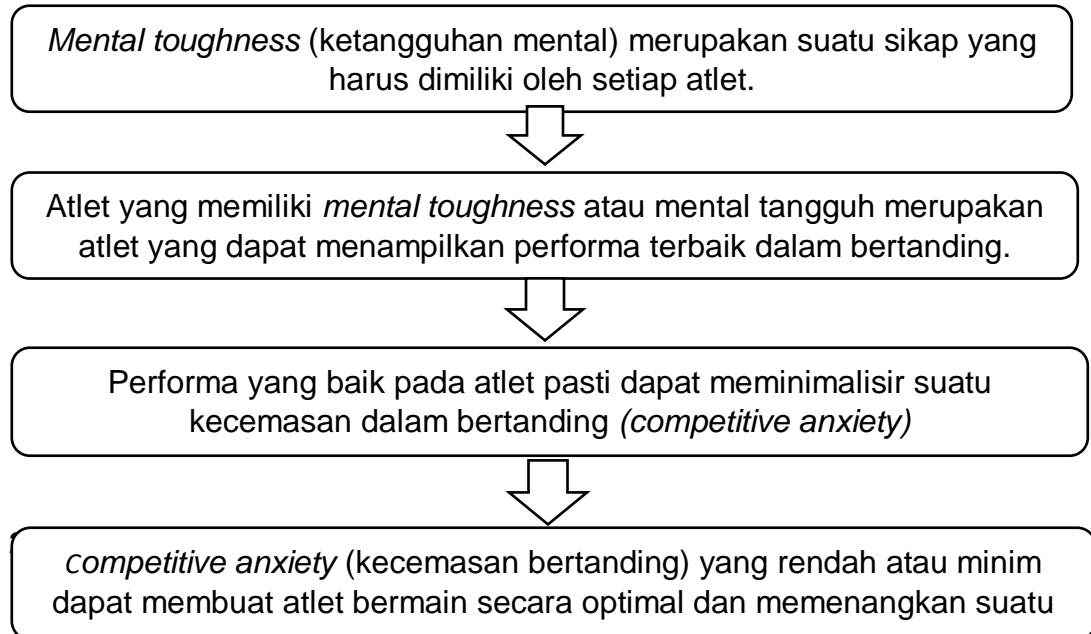 Mental toughness (ketangguhan mental) merupakan suatu sikap yang
harus dimiliki oleh setiap atlet.
Atlet yang memiliki mental toughness atau mental tangguh merupakan
atlet yang dapat menampilkan performa terbaik dalam bertanding.
Performa yang baik pada atlet pasti dapat meminimalisir suatu
kecemasan dalam bertanding (competitive anxiety)
competitive anxiety (kecemasan bertanding) yang rendah atau minim
dapat membuat atlet bermain secara optimal dan memenangkan suatu